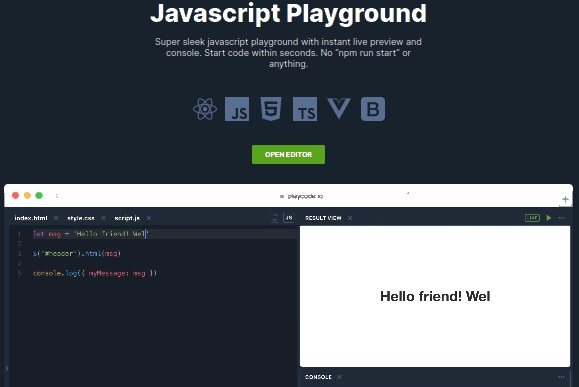 Javascript Playground
Super sleek javascript playground with instant live preview and
console. Start code within seconds. No "npm run start" or
anything.
JS 5 TS B
OPEN EDITOR
playcode.io
index.html × style.css × script.js × JS
RESULT VIEW × LIVE
1 let msg = 'Hello friend! Wel'
2
3 $('#header').html(msg)
4
5 console.log({ myMessage: msg })
Hello friend! Wel
CONSOLE ×